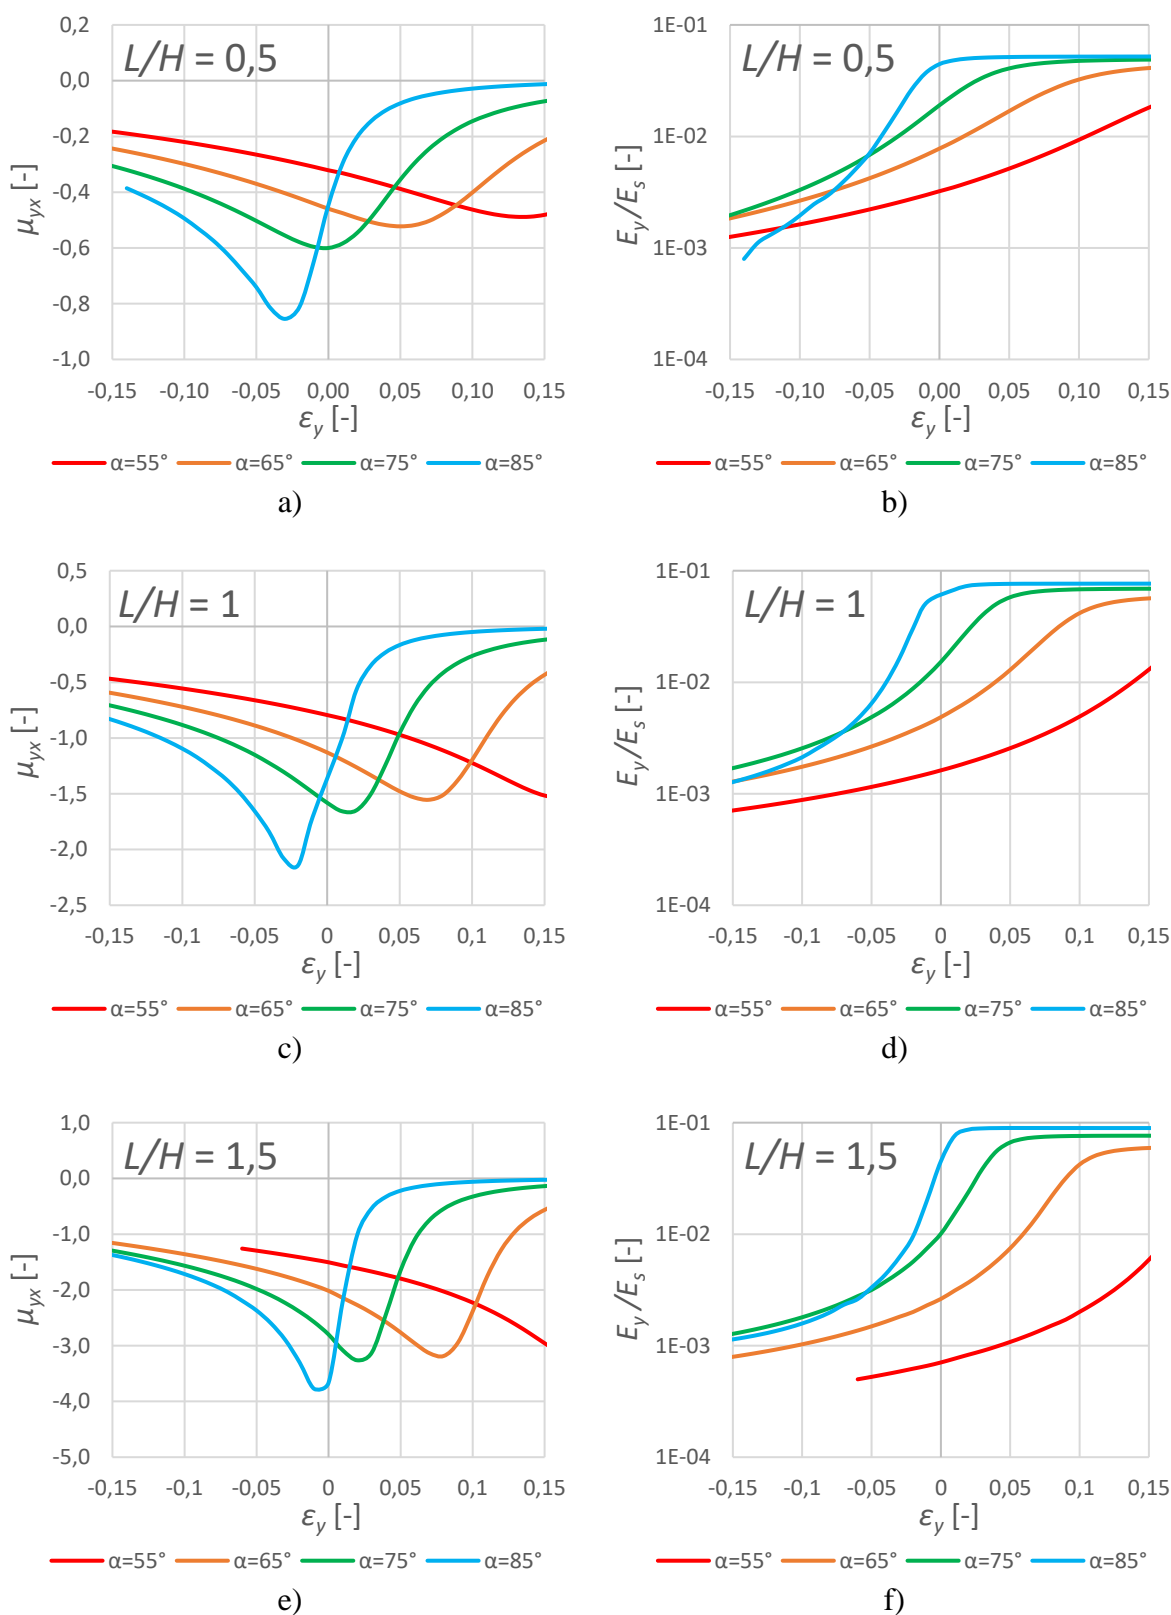 0,2
0,0
-0,2
-0,4
-0,6
-0,8
-1,0
μyx [-]
L/H = 0,5
-0,15 -0,10 -0,05 0,00 0,05 0,10 0,15
εy [-]
α=55° α=65° α=75° α=85°
a)
1E-01
1E-02
1E-03
1E-04
Ey/Es [-]
L/H = 0,5
-0,15 -0,10 -0,05 0,00 0,05 0,10 0,15
εy [-]
α=55° α=65° α=75° α=85°
b)
0,5
0,0
-0,5
-1,0
-1,5
-2,0
-2,5
μyx [-]
L/H = 1
-0,15 -0,1 -0,05 0 0,05 0,1 0,15
εy [-]
α=55° α=65° α=75° α=85°
c)
1E-01
1E-02
1E-03
1E-04
Ey/Es [-]
L/H = 1
-0,15 -0,1 -0,05 0 0,05 0,1 0,15
εy [-]
α=55° α=65° α=75° α=85°
d)
1,0
0,0
-1,0
-2,0
-3,0
-4,0
-5,0
μyx [-]
L/H = 1,5
-0,15 -0,1 -0,05 0 0,05 0,1 0,15
εy [-]
α=55° α=65° α=75° α=85°
e)
1E-01
1E-02
1E-03
1E-04
Ey/Es [-]
L/H = 1,5
-0,15 -0,1 -0,05 0 0,05 0,1 0,15
εy [-]
α=55° α=65° α=75° α=85°
f)